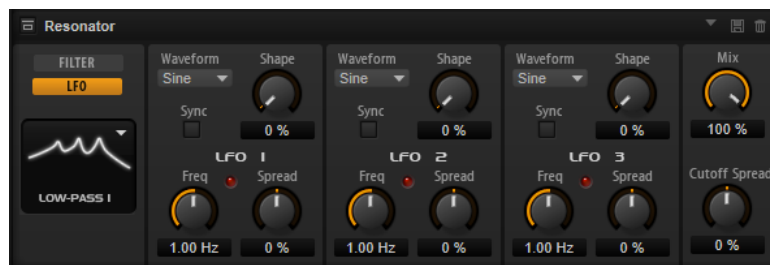 Resonator
FILTER
LFO
LOW-PASS I
Waveform
Shape
Sine
Sync
0 %
LFO 1
Freq
Spread
1.00 Hz
0 %
Waveform
Shape
Sine
Sync
0 %
LFO 2
Freq
Spread
1.00 Hz
0 %
Waveform
Shape
Sine
Sync
0 %
LFO 3
Freq
Spread
1.00 Hz
0 %
Mix
100 %
Cutoff Spread
0 %